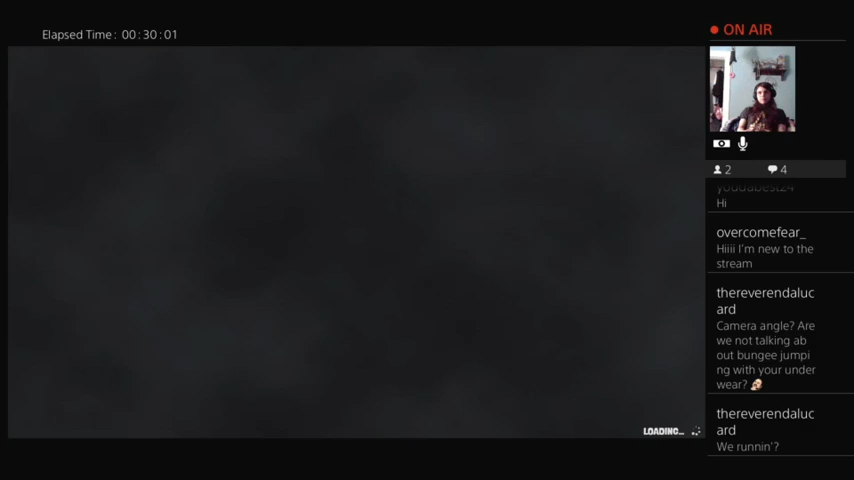 Elapsed Time: 00:30:01
ON AIR
2
4
youdabest24
Hi
overcomefear_
Hiiii I'm new to the
stream
thereverendaluc
ard
Camera angle? Are
we not talking ab
out bungee jumpi
ng with your under
wear?
thereverendaluc
ard
We runnin'?
LOADING...